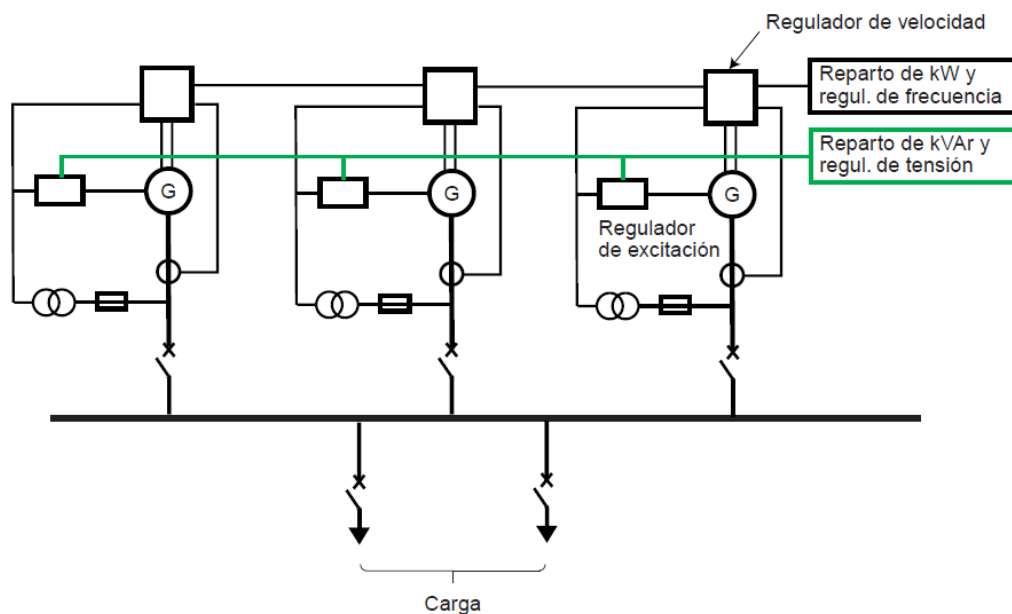 Regulador de velocidad
Reparto de kW y
regul. de frecuencia
Reparto de kVAr y
regul. de tensión
G
G
G
Regulador
de excitación
Carga